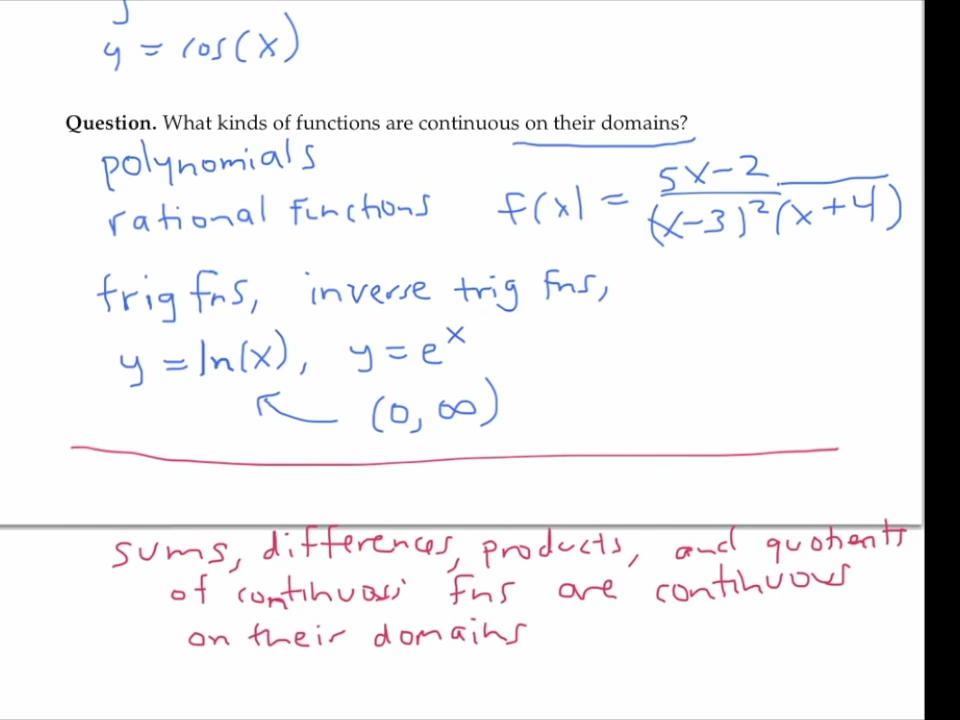 y = cos(x)
Question. What kinds of functions are continuous on their domains?
polynomials
rational functions
f(x) = 5x-2 / (x-3)²(x+4)
trig fns, inverse trig fns,
y = ln(x), y = e^x
(0, ∞)
sums, differences, products, and quotients
of continuous fns are continuous
on their domains